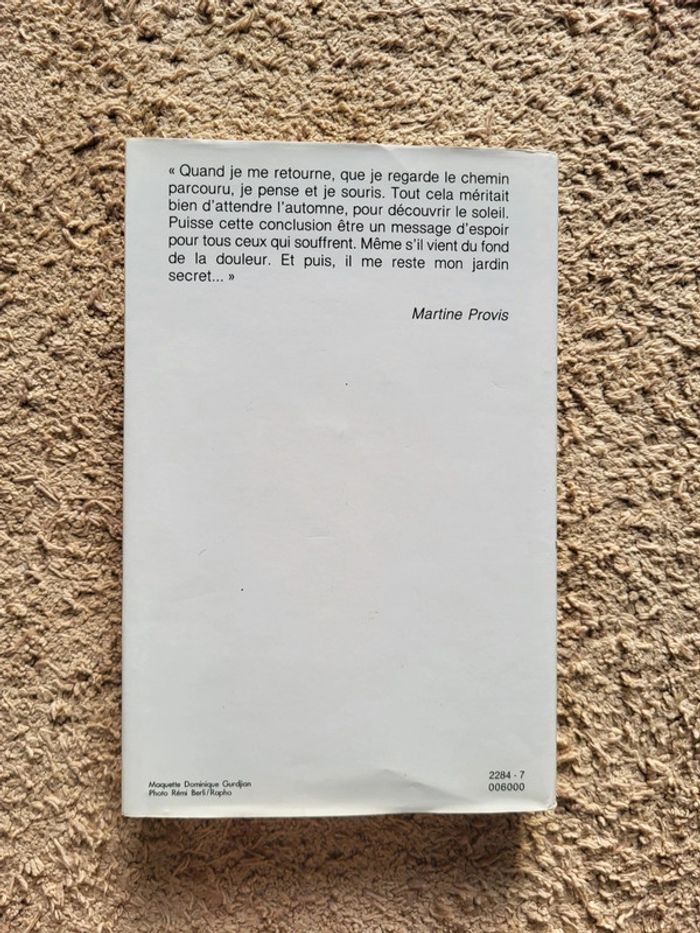 « Quand je me retourne, que je regarde le chemin
parcouru, je pense et je souris. Tout cela méritait
bien d'attendre l'automne, pour découvrir le soleil.
Puisse cette conclusion être un message d'espoir
pour tous ceux qui souffrent. Même s'il vient du fond
de la douleur. Et puis, il me reste mon jardin
secret... »
Martine Provis
Maquette Dominique Gurdjian
Photo Rémi Berli/Rapho
2284 - 7
006000